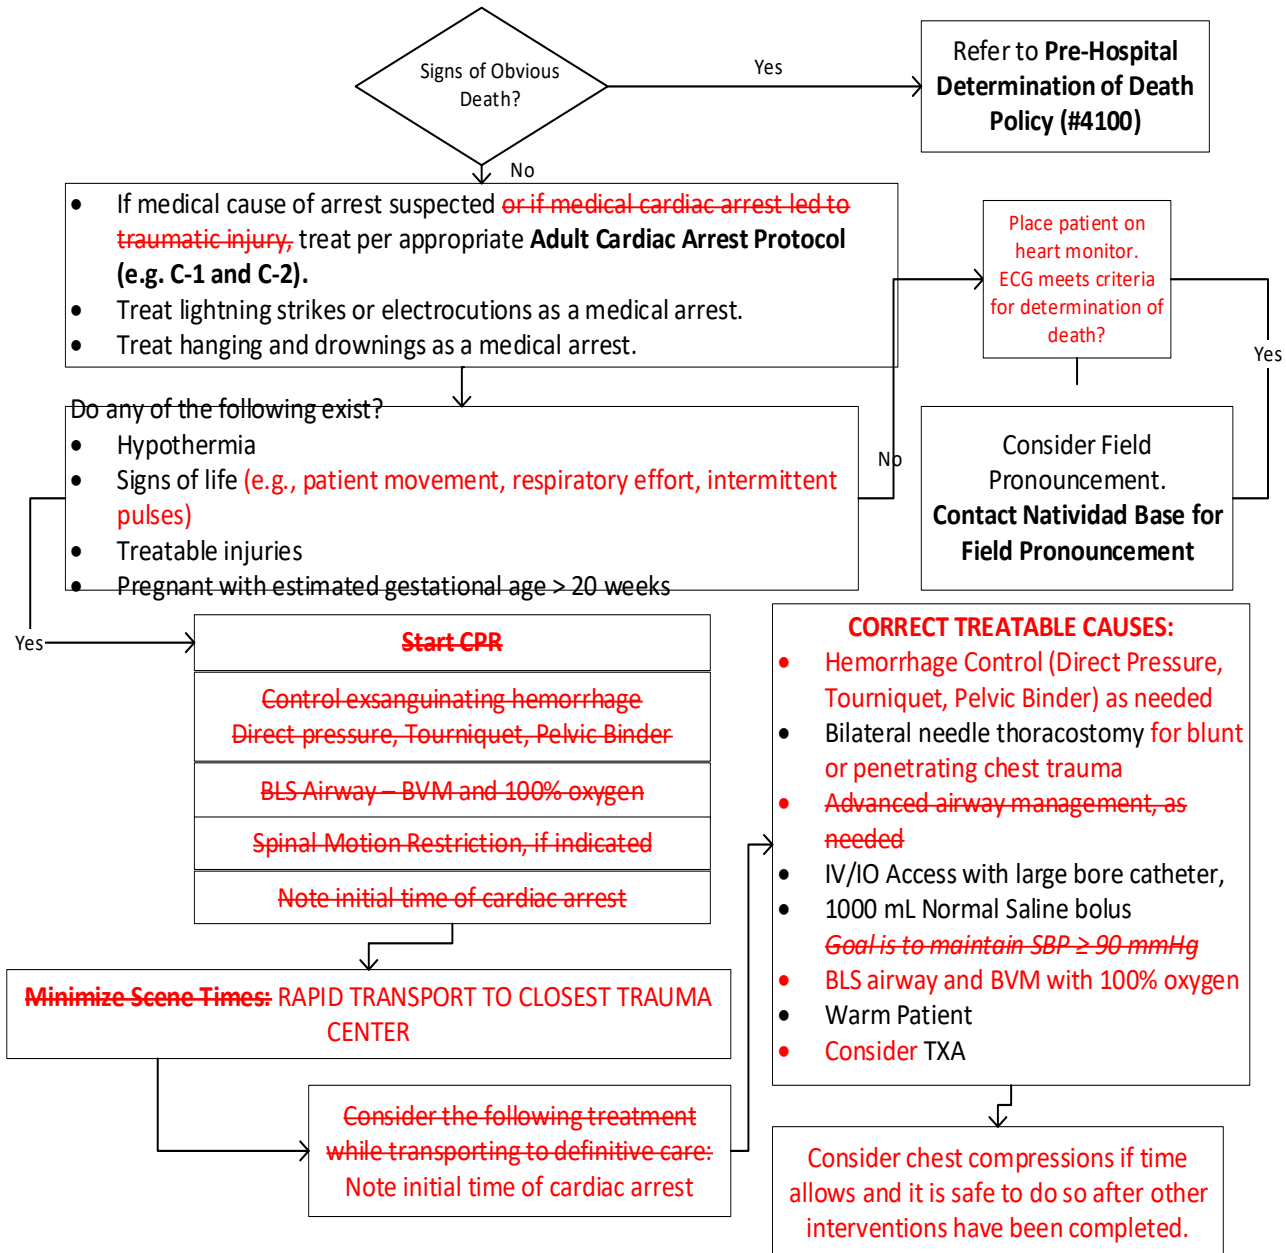 Signs of Obvious
Death?
Yes
Refer to Pre-Hospital
Determination of Death
Policy (#4100)
No
• If medical cause of arrest suspected or if medical cardiac arrest led to
traumatic injury, treat per appropriate Adult Cardiac Arrest Protocol
(e.g. C-1 and C-2).
• Treat lightning strikes or electrocutions as a medical arrest.
• Treat hanging and drownings as a medical arrest.
Place patient on
heart monitor.
ECG meets criteria
for determination of
death?
Yes
Do any of the following exist?
• Hypothermia
• Signs of life (e.g., patient movement, respiratory effort, intermittent
pulses)
• Treatable injuries
• Pregnant with estimated gestational age > 20 weeks
No
Consider Field
Pronouncement.
Contact Natividad Base for
Field Pronouncement
Yes
Start CPR
Control exsanguinating hemorrhage
Direct pressure, Tourniquet, Pelvic Binder
BLS Airway – BVM and 100% oxygen
Spinal Motion Restriction, if indicated
Note initial time of cardiac arrest
Minimize Scene Times: RAPID TRANSPORT TO CLOSEST TRAUMA
CENTER
Consider the following treatment
while transporting to definitive care:
Note initial time of cardiac arrest
CORRECT TREATABLE CAUSES:
• Hemorrhage Control (Direct Pressure,
Tourniquet, Pelvic Binder) as needed
• Bilateral needle thoracostomy for blunt
or penetrating chest trauma
• Advanced airway management, as
needed
• IV/IO Access with large bore catheter,
• 1000 mL Normal Saline bolus
Goal is to maintain SBP ≥ 90 mmHg
• BLS airway and BVM with 100% oxygen
• Warm Patient
• Consider TXA
Consider chest compressions if time
allows and it is safe to do so after other
interventions have been completed.